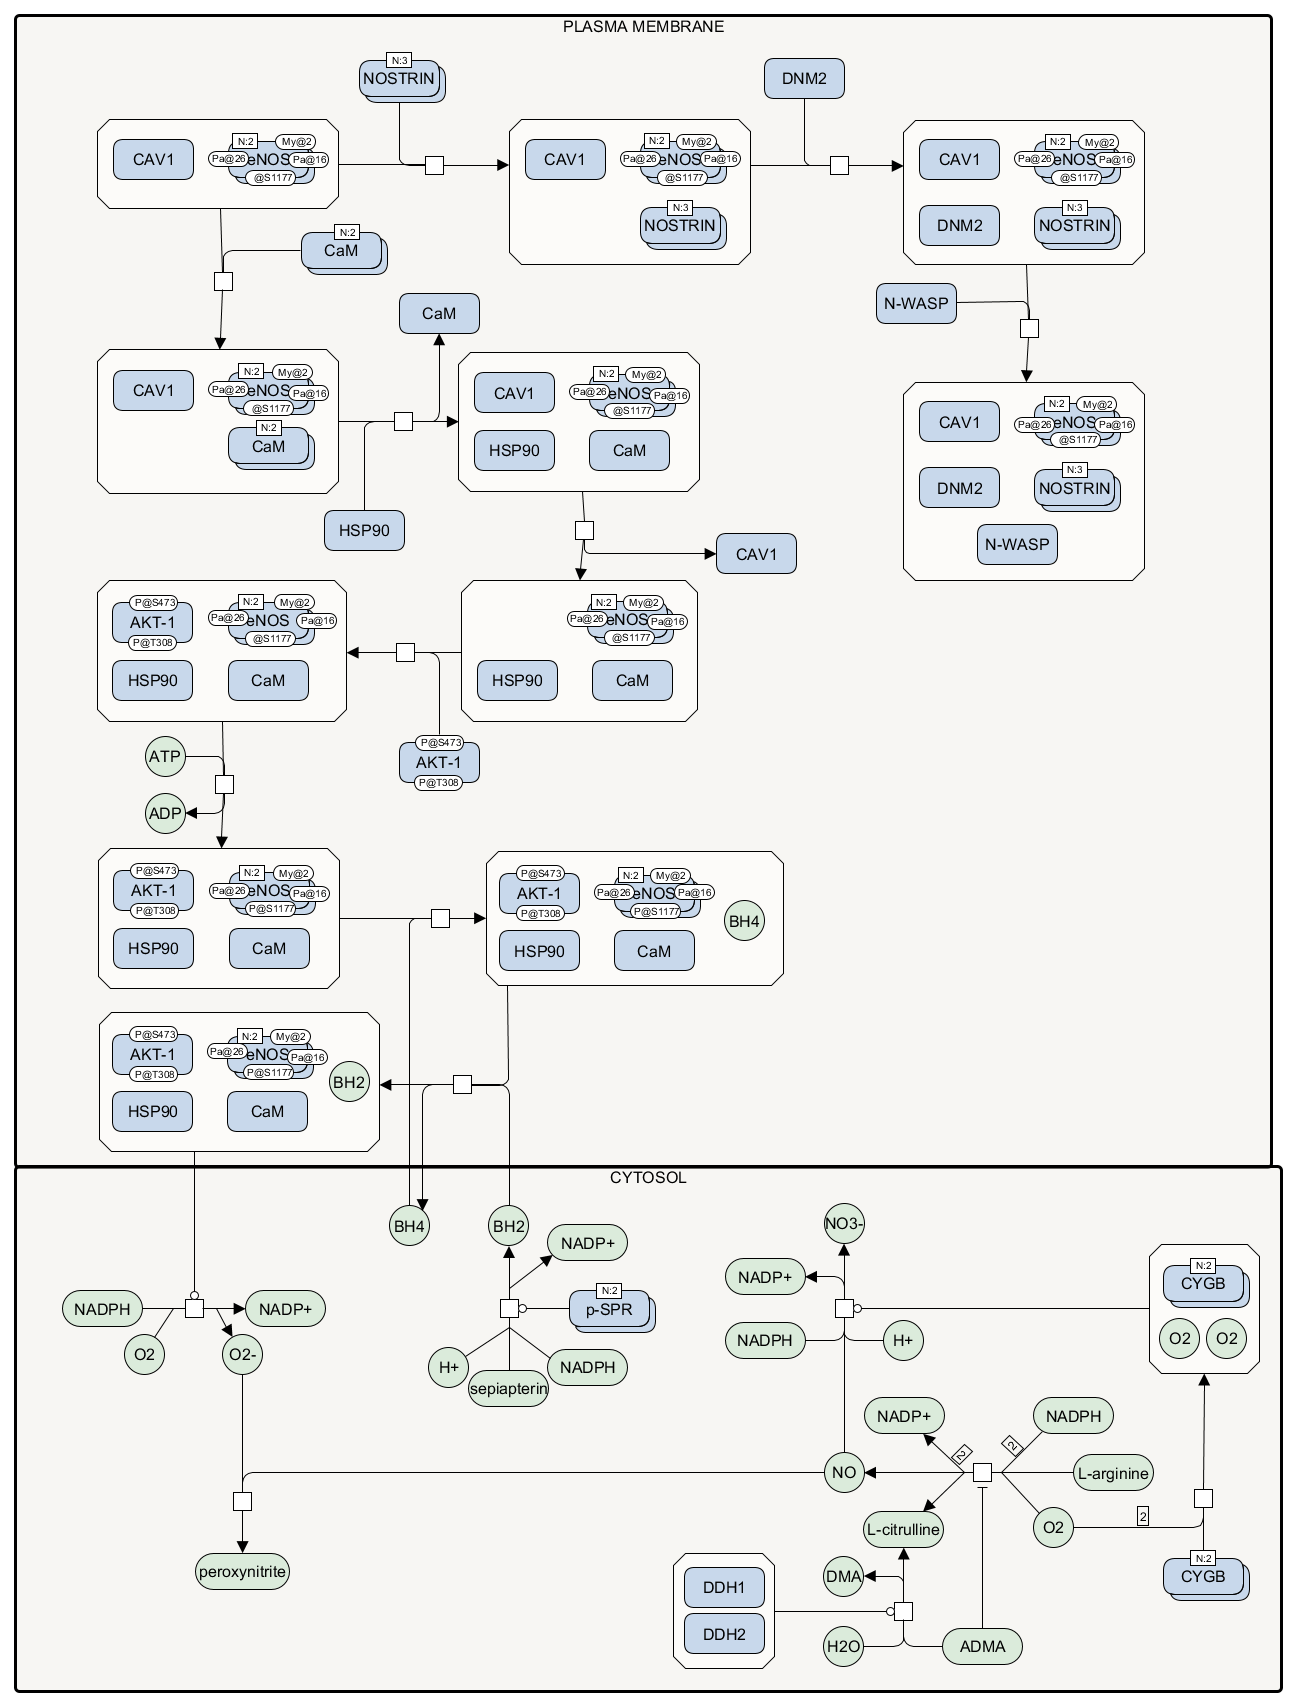 PLASMA MEMBRANE
N:3
NOSTRIN
DNM2
CAV1
N:2
My@2
Pa@26
eNOS
Pa@16
@S1177
CAV1
N:2
My@2
Pa@26
eNOS
Pa@16
@S1177
N:3
NOSTRIN
CAV1
N:2
My@2
Pa@26
eNOS
Pa@16
@S1177
DNM2
N:3
NOSTRIN
N:2
CaM
CaM
N-WASP
CAV1
N:2
My@2
Pa@26
eNOS
Pa@16
@S1177
N:2
CaM
CAV1
N:2
My@2
Pa@26
eNOS
Pa@16
@S1177
HSP90
CaM
CAV1
N:2
My@2
Pa@26
eNOS
Pa@16
@S1177
DNM2
N:3
NOSTRIN
N-WASP
HSP90
CAV1
P@S473
AKT-1
P@T308
N:2
My@2
Pa@26
eNOS
Pa@16
@S1177
HSP90
CaM
N:2
My@2
Pa@26
eNOS
Pa@16
@S1177
HSP90
CaM
P@S473
AKT-1
P@T308
ATP
ADP
P@S473
AKT-1
P@T308
N:2
My@2
Pa@26
eNOS
Pa@16
P@S1177
HSP90
CaM
P@S473
AKT-1
P@T308
N:2
My@2
Pa@26
eNOS
Pa@16
P@S1177
HSP90
CaM
BH4
P@S473
AKT-1
P@T308
N:2
My@2
Pa@26
eNOS
Pa@16
P@S1177
HSP90
CaM
BH2
CYTOSOL
BH4
BH2
NADP+
NO3-
NADP+
N:2
CYGB
O2
O2
NADPH
NADP+
O2
O2-
N:2
p-SPR
H+
sepiapterin
NADPH
NADPH
H+
NADP+
2
2
NADPH
NO
L-arginine
L-citrulline
O2
2
peroxynitrite
N:2
CYGB
DDH1
DDH2
DMA
H2O
ADMA